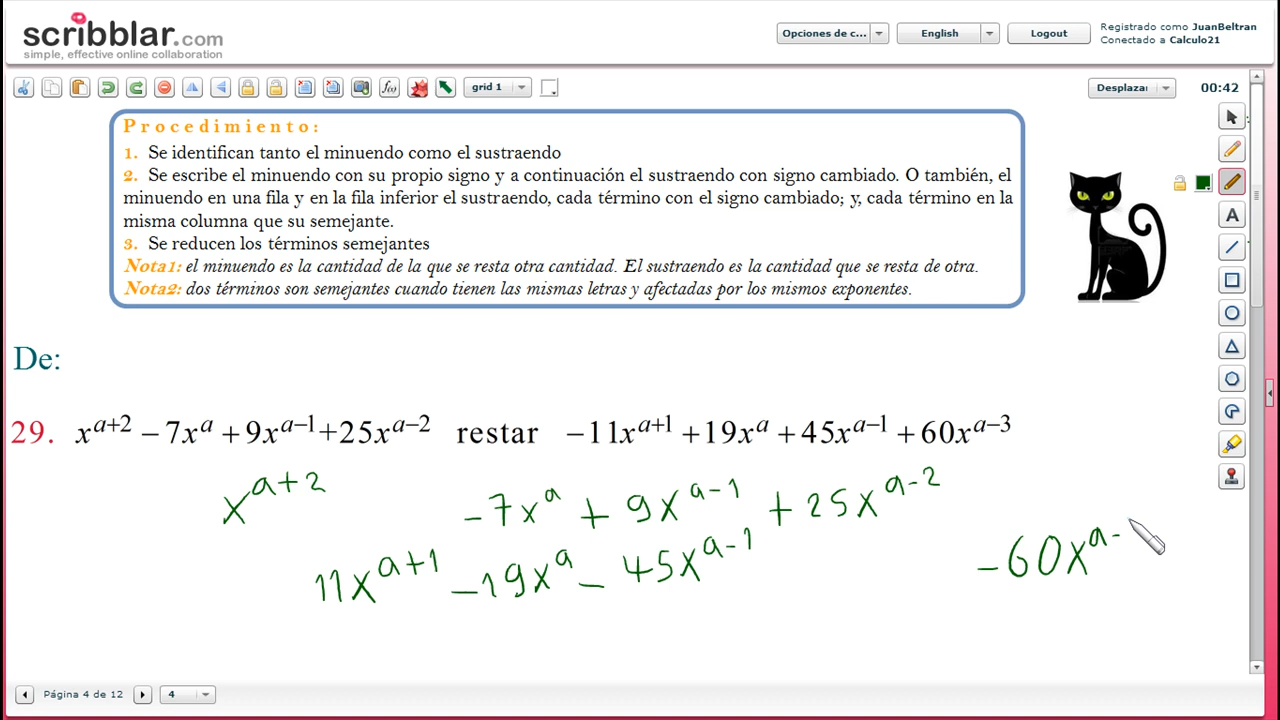 scribblar.com
simple, effective online collaboration
Opciones de c... English Logout
Registrado como JuanBeltran
Conectado a Calculo21
f(x) grid 1 Desplazar 00:42
Procedimiento:
1. Se identifican tanto el minuendo como el sustraendo
2. Se escribe el minuendo con su propio signo y a continuación el sustraendo con signo cambiado. O también, el
minuendo en una fila y en la fila inferior el sustraendo, cada término con el signo cambiado; y, cada término en la
misma columna que su semejante.
3. Se reducen los términos semejantes
Nota1: el minuendo es la cantidad de la que se resta otra cantidad. El sustraendo es la cantidad que se resta de otra.
Nota2: dos términos son semejantes cuando tienen las mismas letras y afectadas por los mismos exponentes.
A
De:
29. x^{a+2} − 7x^{a} + 9x^{a−1} + 25x^{a−2} restar −11x^{a+1} + 19x^{a} + 45x^{a−1} + 60x^{a−3}
x^{a+2} −7x^{a} + 9x^{a−1} + 25x^{a−2}
11x^{a+1} −19x^{a} − 45x^{a−1} −60x^{a−
Página 4 de 12 4